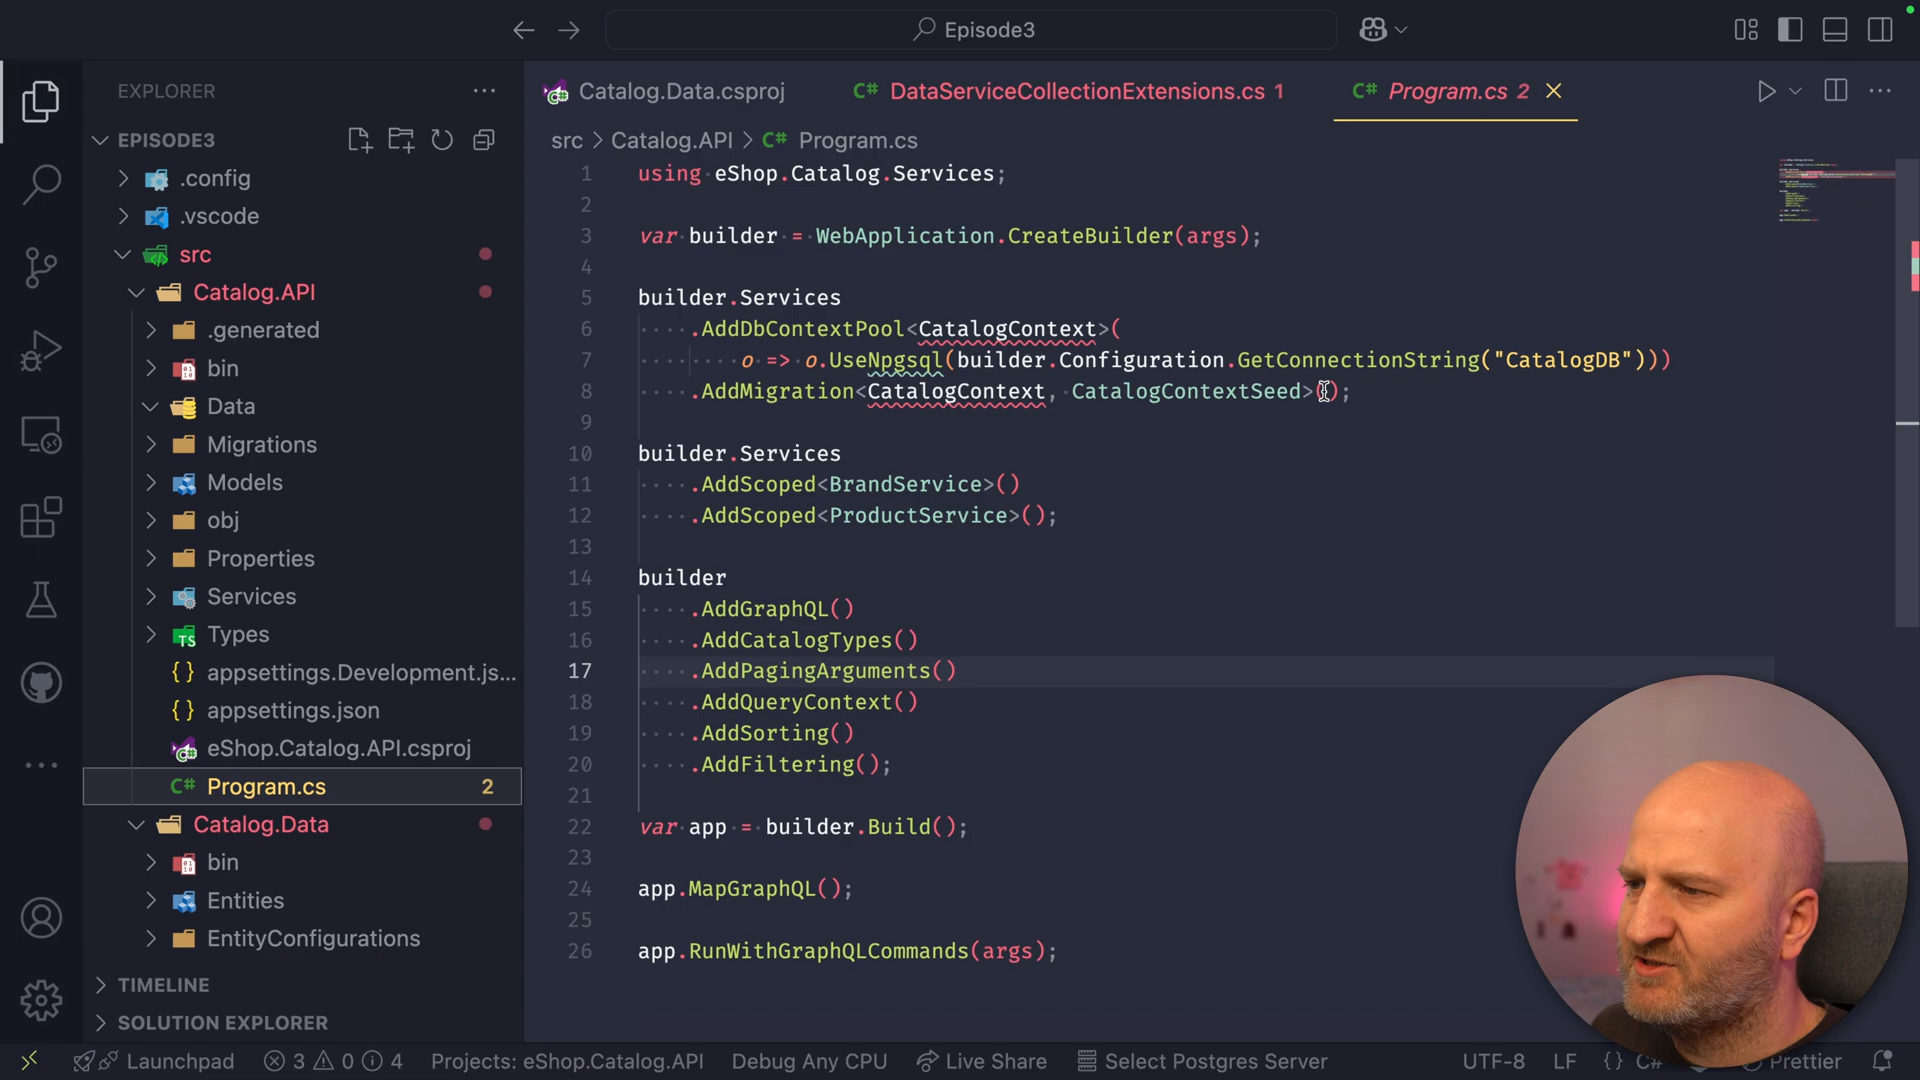 Episode3
EXPLORER
EPISODE3
.config
.vscode
src
Catalog.API
.generated
bin
Data
Migrations
Models
obj
Properties
Services
TS Types
{} appsettings.Development.js...
{} appsettings.json
eShop.Catalog.API.csproj
C# Program.cs 2
Catalog.Data
bin
Entities
EntityConfigurations
TIMELINE
SOLUTION EXPLORER
Catalog.Data.csproj
C# DataServiceCollectionExtensions.cs 1
C# Program.cs 2
src > Catalog.API > C# Program.cs
1 using eShop.Catalog.Services;
2
3 var builder = WebApplication.CreateBuilder(args);
4
5 builder.Services
6 .AddDbContextPool<CatalogContext>(
7 o => o.UseNpgsql(builder.Configuration.GetConnectionString("CatalogDB")))
8 .AddMigration<CatalogContext, CatalogContextSeed>();
9
10 builder.Services
11 .AddScoped<BrandService>()
12 .AddScoped<ProductService>();
13
14 builder
15 .AddGraphQL()
16 .AddCatalogTypes()
17 .AddPagingArguments()
18 .AddQueryContext()
19 .AddSorting()
20 .AddFiltering();
21
22 var app = builder.Build();
23
24 app.MapGraphQL();
25
26 app.RunWithGraphQLCommands(args);
Launchpad 3 0 4 Projects: eShop.Catalog.API Debug Any CPU Live Share Select Postgres Server UTF-8 LF {} C# Prettier